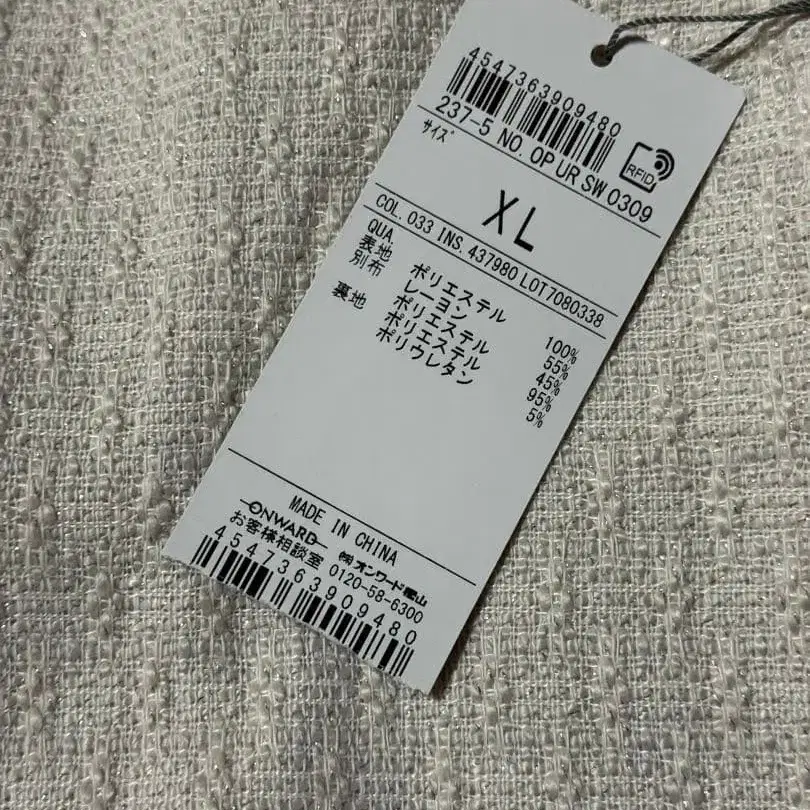 4547363909480
237-5 NO. OPURSW0309
サイズ
RFID
XL
COL. 033 INS. 437980 LOT7080338
QUA.
表地 ポリエステル 100%
別布 レーヨン 55%
ポリエステル 45%
裏地 ポリエステル 95%
ポリウレタン 5%
MADE IN CHINA
ONWARD ㈱オンワード樫山
お客様相談室 0120-58-6300
4547363909480